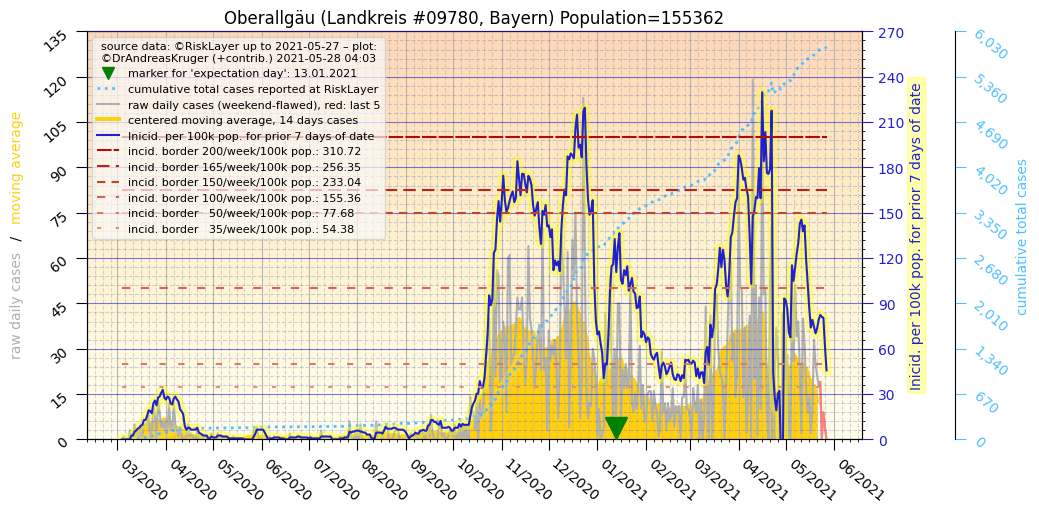 Oberallgäu (Landkreis #09780, Bayern) Population=155362
source data: ©RiskLayer up to 2021-05-27 – plot:
©DrAndreasKruger (+contrib.) 2021-05-28 04:03
marker for 'expectation day': 13.01.2021
cumulative total cases reported at RiskLayer
raw daily cases (weekend-flawed), red: last 5
centered moving average, 14 days cases
Inicid. per 100k pop. for prior 7 days of date
incid. border 200/week/100k pop.: 310.72
incid. border 165/week/100k pop.: 256.35
incid. border 150/week/100k pop.: 233.04
incid. border 100/week/100k pop.: 155.36
incid. border   50/week/100k pop.: 77.68
incid. border   35/week/100k pop.: 54.38
raw daily cases / moving average
135
120
105
90
75
60
45
30
15
0
270
240
210
180
150
120
90
60
30
0
Inicid. per 100k pop. for prior 7 days of date
6,030
5,360
4,690
4,020
3,350
2,680
2,010
1,340
670
0
cumulative total cases
03/2020
04/2020
05/2020
06/2020
07/2020
08/2020
09/2020
10/2020
11/2020
12/2020
01/2021
02/2021
03/2021
04/2021
05/2021
06/2021